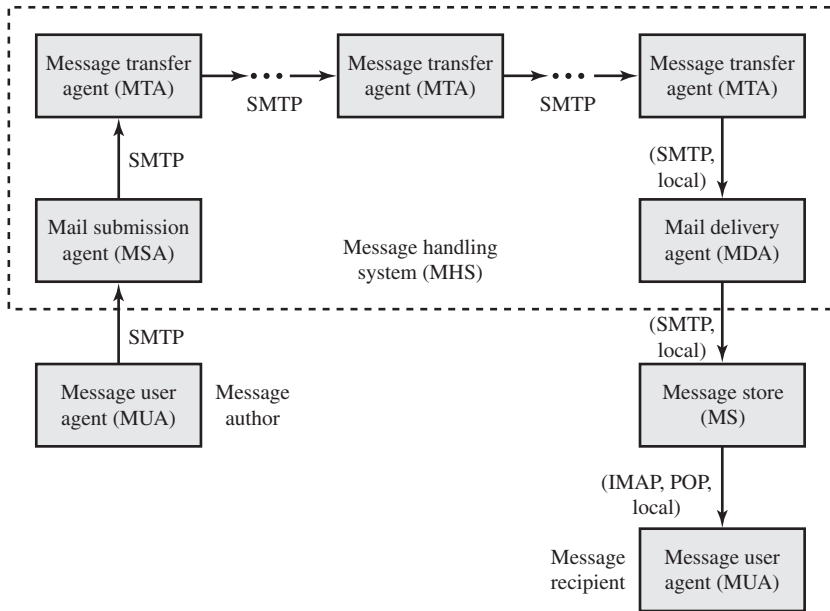 Message transfer
agent (MTA)
SMTP
Message transfer
agent (MTA)
SMTP
Message transfer
agent (MTA)
SMTP
(SMTP,
local)
Mail submission
agent (MSA)
Message handling
system (MHS)
Mail delivery
agent (MDA)
SMTP
(SMTP,
local)
Message user
agent (MUA)
Message
author
Message store
(MS)
(IMAP, POP,
local)
Message
recipient
Message user
agent (MUA)